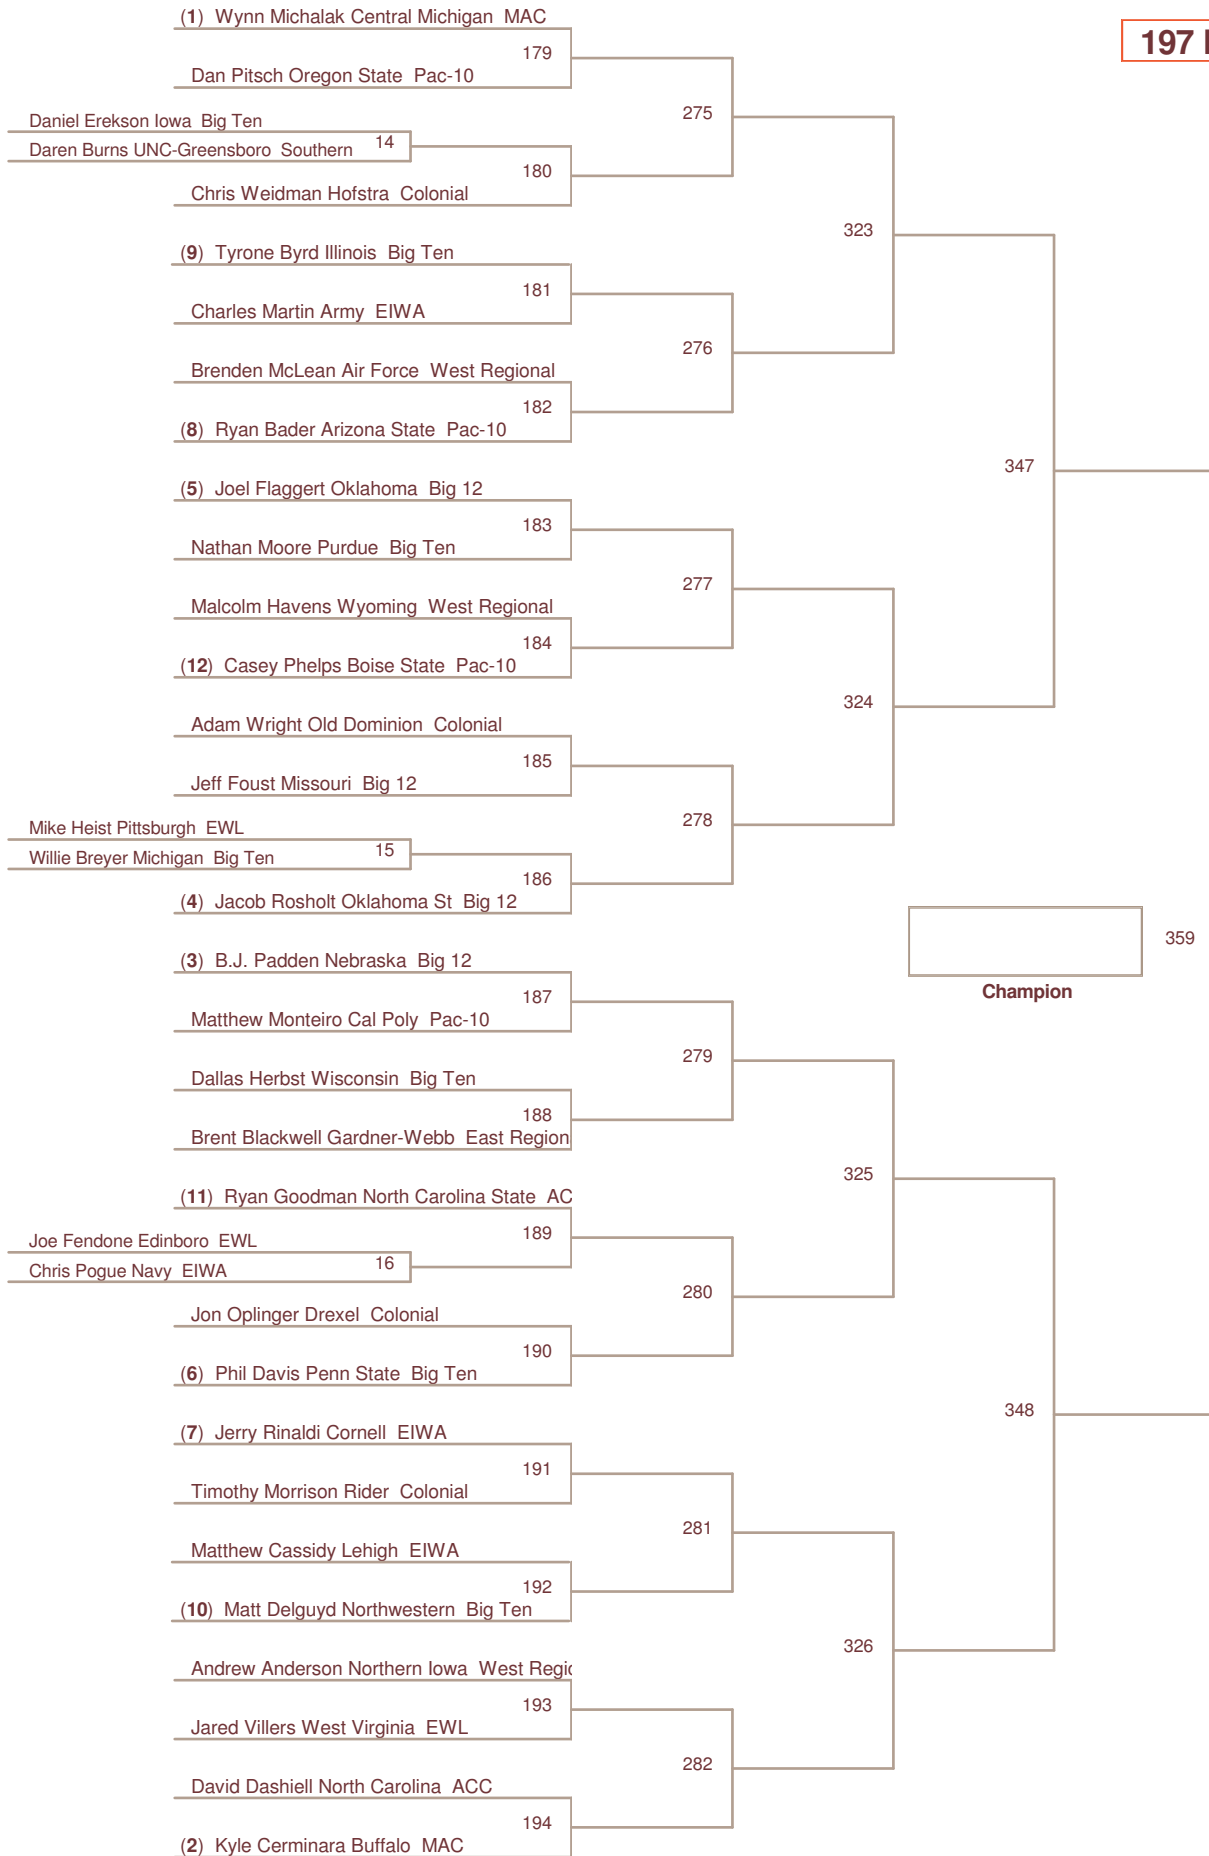 (1) Wynn Michalak Central Michigan MAC
197
179
Dan Pitsch Oregon State Pac-10
275
Daniel Erekson Iowa Big Ten
14
Daren Burns UNC-Greensboro Southern
180
Chris Weidman Hofstra Colonial
323
(9) Tyrone Byrd Illinois Big Ten
181
Charles Martin Army EIWA
276
Brenden McLean Air Force West Regional
182
(8) Ryan Bader Arizona State Pac-10
347
(5) Joel Flaggert Oklahoma Big 12
183
Nathan Moore Purdue Big Ten
277
Malcolm Havens Wyoming West Regional
184
(12) Casey Phelps Boise State Pac-10
324
Adam Wright Old Dominion Colonial
185
Jeff Foust Missouri Big 12
278
Mike Heist Pittsburgh EWL
15
Willie Breyer Michigan Big Ten
186
(4) Jacob Rosholt Oklahoma St Big 12
359
Champion
(3) B.J. Padden Nebraska Big 12
187
Matthew Monteiro Cal Poly Pac-10
279
Dallas Herbst Wisconsin Big Ten
188
Brent Blackwell Gardner-Webb East Region
325
(11) Ryan Goodman North Carolina State AC
189
Joe Fendone Edinboro EWL
16
Chris Pogue Navy EIWA
280
Jon Oplinger Drexel Colonial
190
(6) Phil Davis Penn State Big Ten
348
(7) Jerry Rinaldi Cornell EIWA
191
Timothy Morrison Rider Colonial
281
Matthew Cassidy Lehigh EIWA
192
(10) Matt Delguyd Northwestern Big Ten
326
Andrew Anderson Northern Iowa West Regi
193
Jared Villers West Virginia EWL
282
David Dashiell North Carolina ACC
194
(2) Kyle Cerminara Buffalo MAC